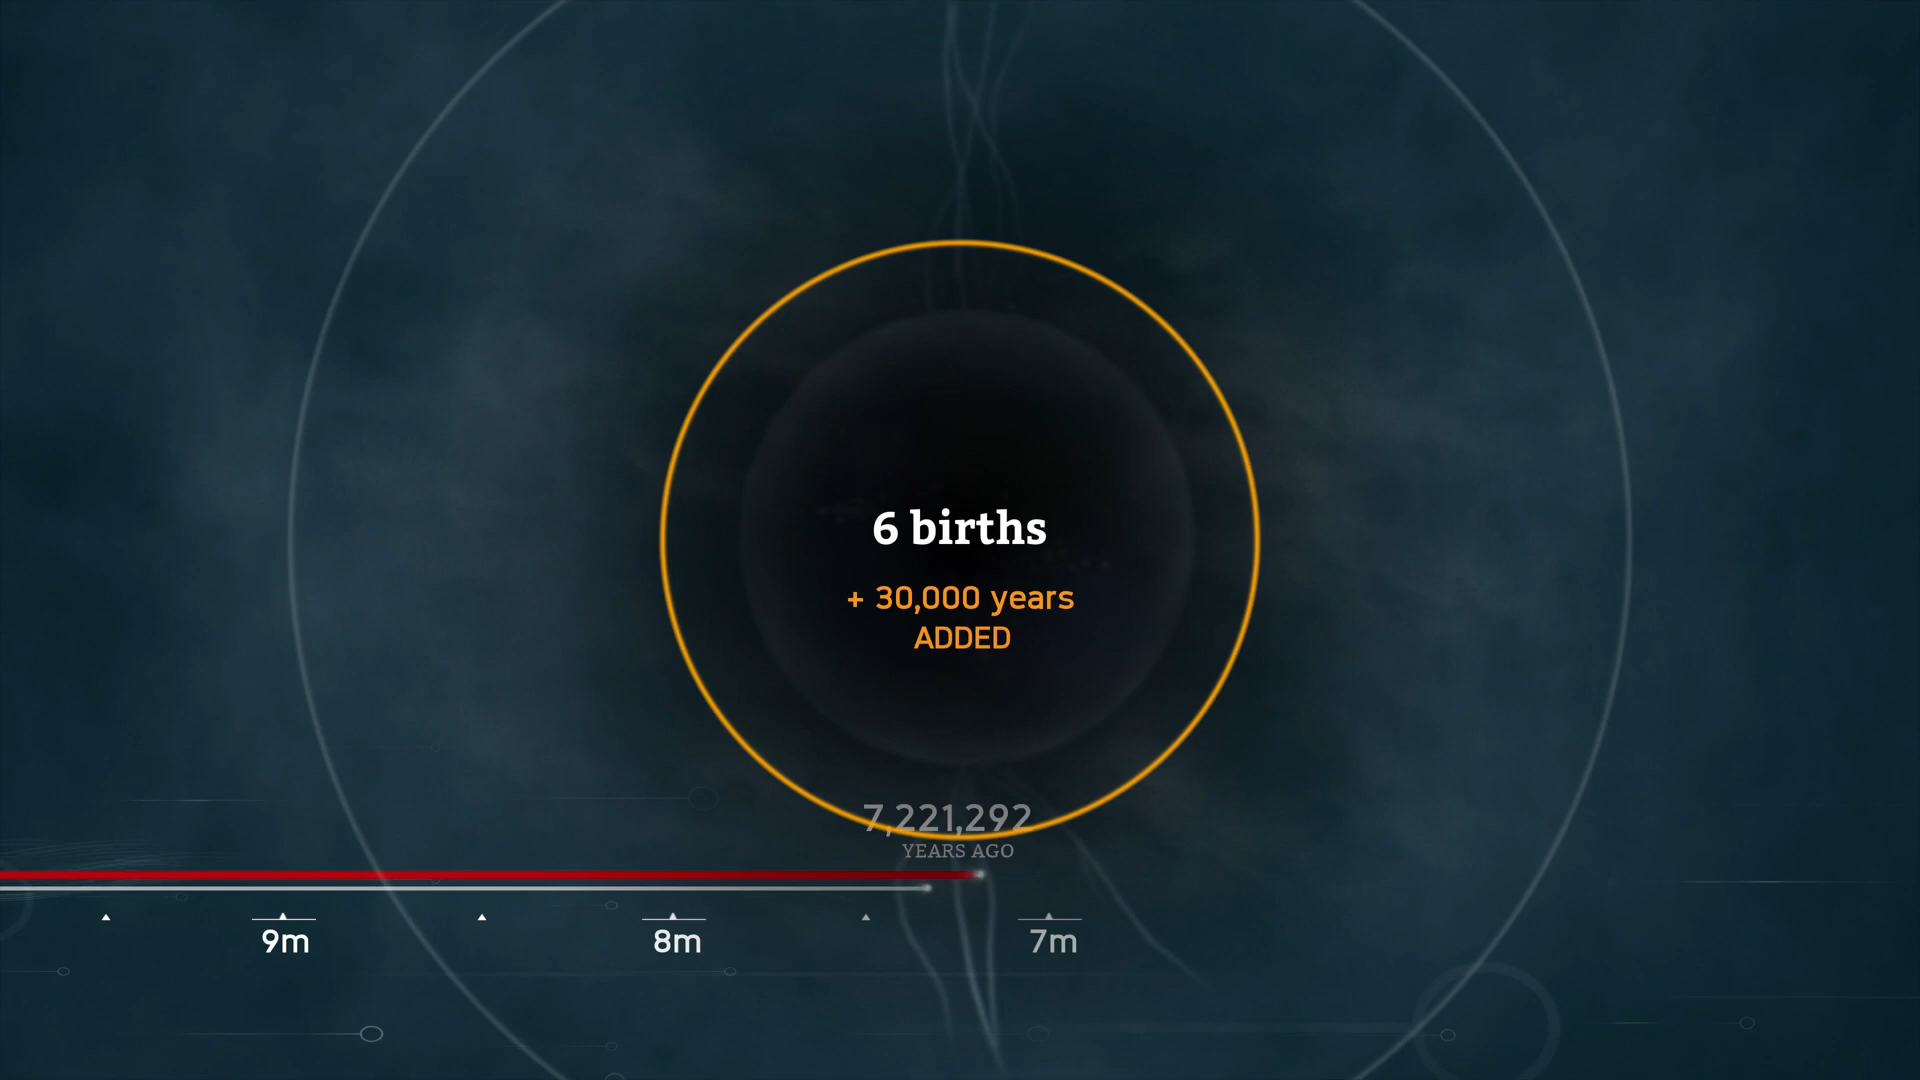 6 births
+ 30,000 years
ADDED
7,221,292
YEARS AGO
9m
8m
7m